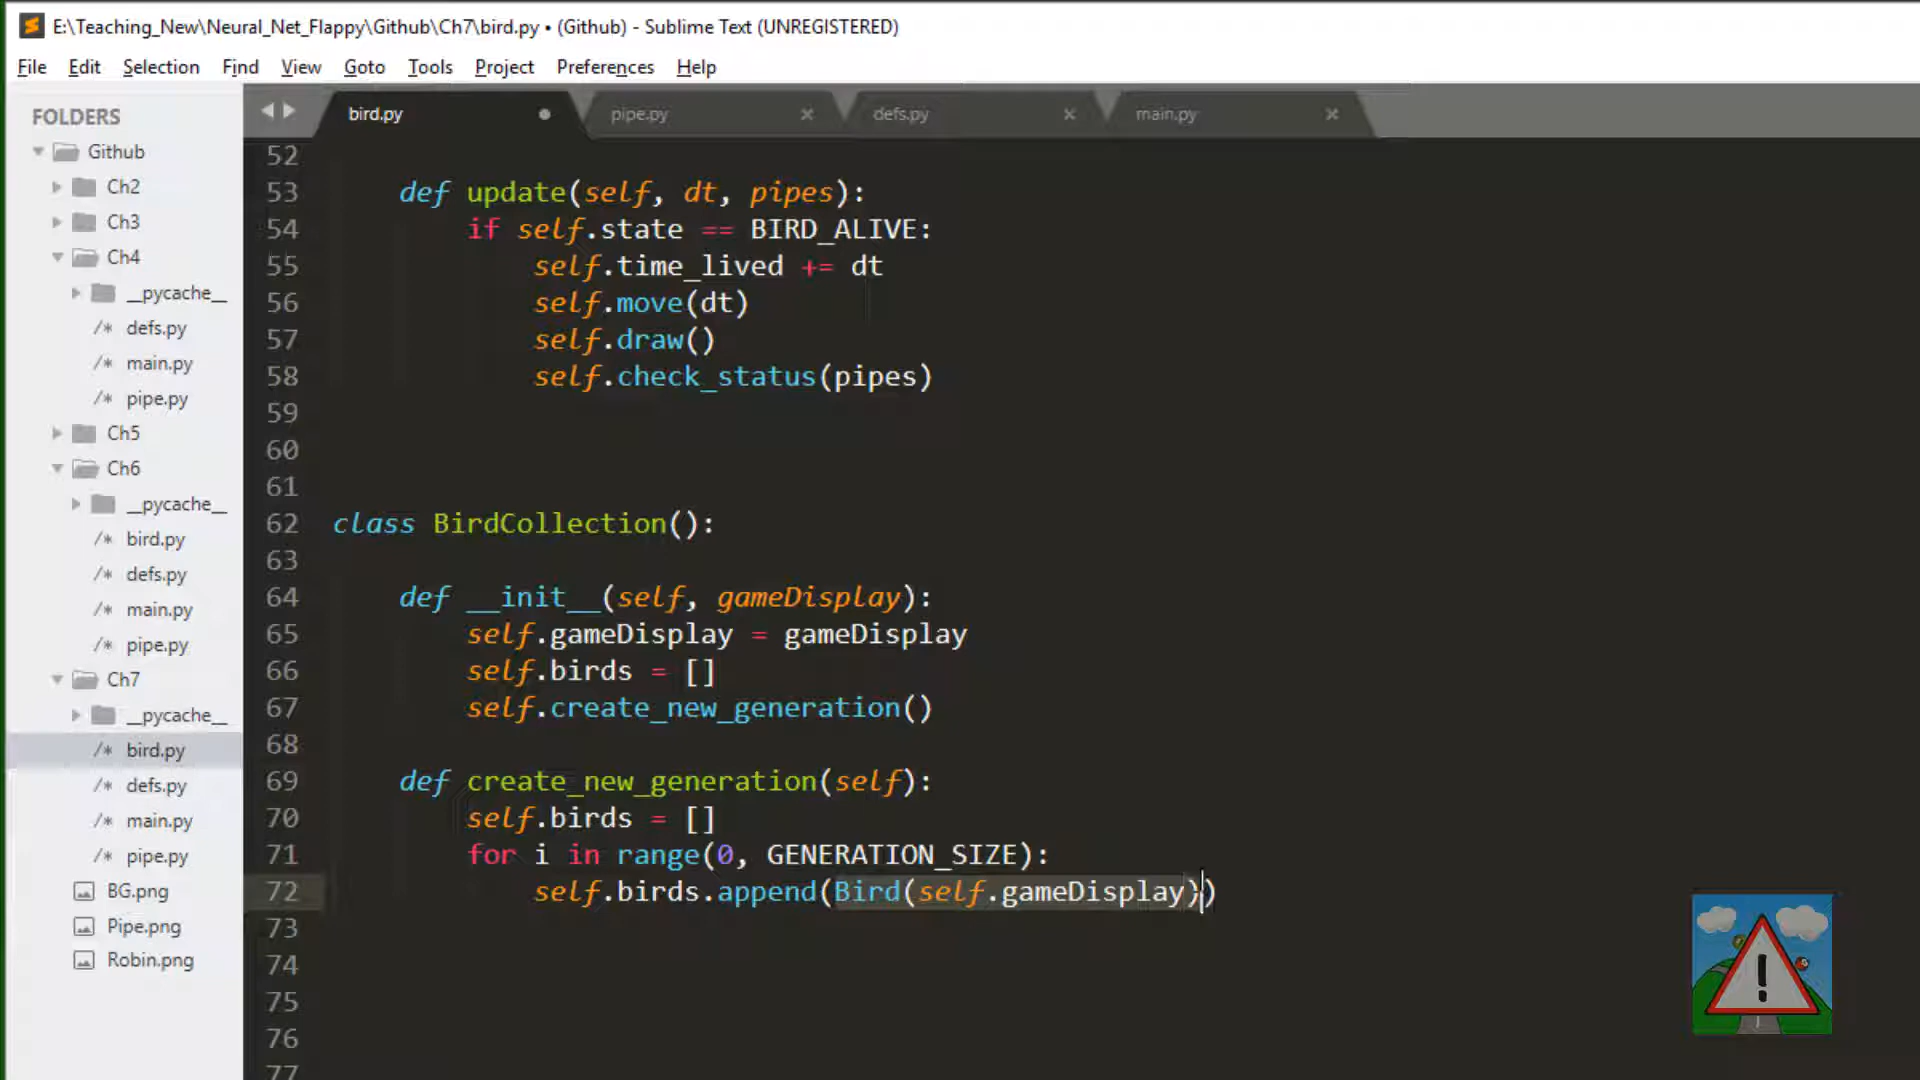 E:\Teaching_New\Neural_Net_Flappy\Github\Ch7\bird.py • (Github) - Sublime Text (UNREGISTERED)
File Edit Selection Find View Goto Tools Project Preferences Help
FOLDERS
Github
Ch2
Ch3
Ch4
__pycache__
/* defs.py
/* main.py
/* pipe.py
Ch5
Ch6
__pycache__
/* bird.py
/* defs.py
/* main.py
/* pipe.py
Ch7
__pycache__
/* bird.py
/* defs.py
/* main.py
/* pipe.py
BG.png
Pipe.png
Robin.png
bird.py pipe.py defs.py main.py
52
53 def update(self, dt, pipes):
54 if self.state == BIRD_ALIVE:
55 self.time_lived += dt
56 self.move(dt)
57 self.draw()
58 self.check_status(pipes)
59
60
61
62 class BirdCollection():
63
64 def __init__(self, gameDisplay):
65 self.gameDisplay = gameDisplay
66 self.birds = []
67 self.create_new_generation()
68
69 def create_new_generation(self):
70 self.birds = []
71 for i in range(0, GENERATION_SIZE):
72 self.birds.append(Bird(self.gameDisplay))
73
74
75
76
77
!